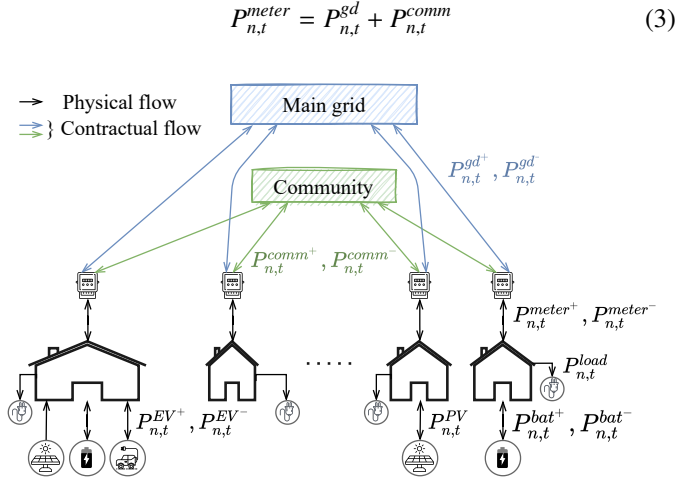 P_{n,t}^{meter} = P_{n,t}^{gd} + P_{n,t}^{comm} (3)
Main grid
Physical flow
} Contractual flow
P_{n,t}^{gd^+}, P_{n,t}^{gd^-}
Community
P_{n,t}^{comm^+}, P_{n,t}^{comm^-}
P_{n,t}^{meter^+}, P_{n,t}^{meter^-}
.....
P_{n,t}^{load}
P_{n,t}^{EV^+}, P_{n,t}^{EV^-}
P_{n,t}^{PV}
P_{n,t}^{bat^+}, P_{n,t}^{bat^-}